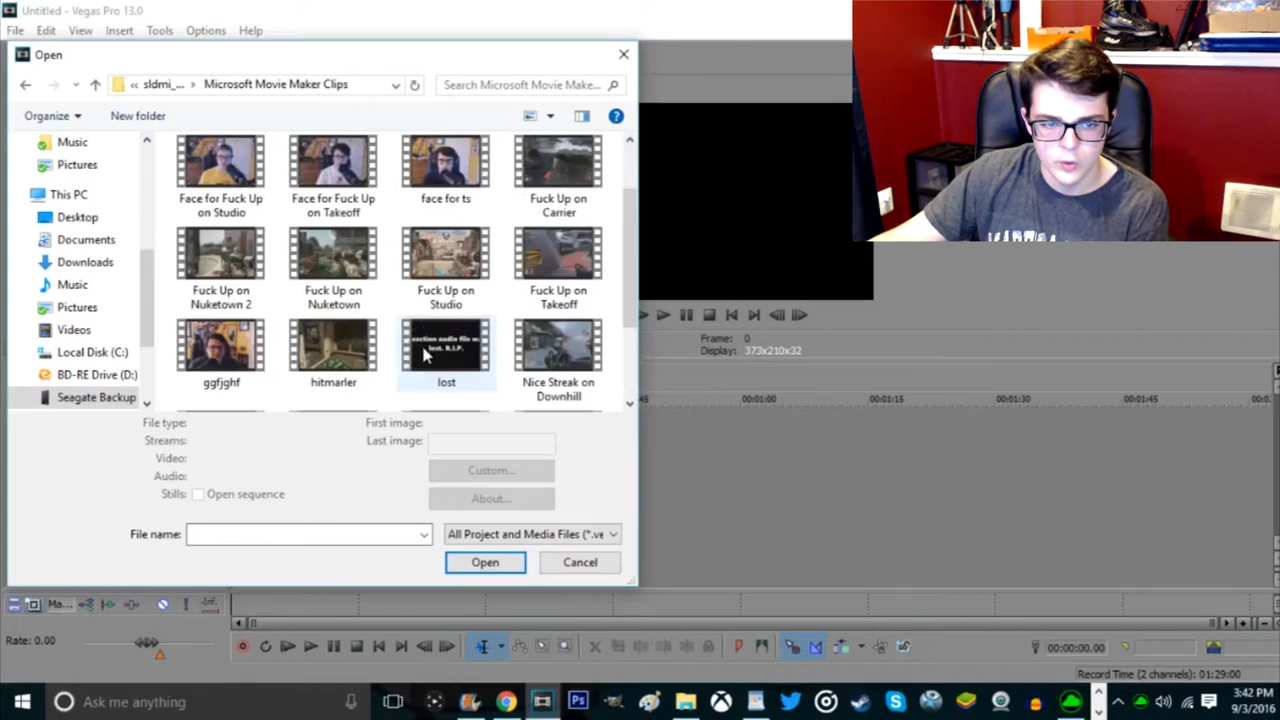 Untitled - Vegas Pro 13.0
File Edit View Insert Tools Options Help
Open
« sldmi_... > Microsoft Movie Maker Clips
Search Microsoft Movie Make...
Organize
New folder
Music
Pictures
This PC
Desktop
Documents
Downloads
Music
Pictures
Videos
Local Disk (C:)
BD-RE Drive (D:)
Seagate Backup
Face for Fuck Up
on Studio
Face for Fuck Up
on Takeoff
face for ts
Fuck Up on
Carrier
Fuck Up on
Nuketown 2
Fuck Up on
Nuketown
Fuck Up on
Studio
Fuck Up on
Takeoff
lost. R.I.P.
ggfjghf
hitmarler
lost
Nice Streak on
Downhill
File type:
Streams:
Video:
Audio:
Stills:
Open sequence
First image:
Last image:
Custom...
About...
File name:
All Project and Media Files (*.ve
Open
Cancel
Frame: 0
Display: 373x210x32
:45
00:01:00
00:01:15
00:01:30
00:01:45
00:
Ma...
Rate: 0.00
00:00:00.00
Record Time (2 channels): 01:29:00
Ask me anything
3:42 PM
9/3/2016